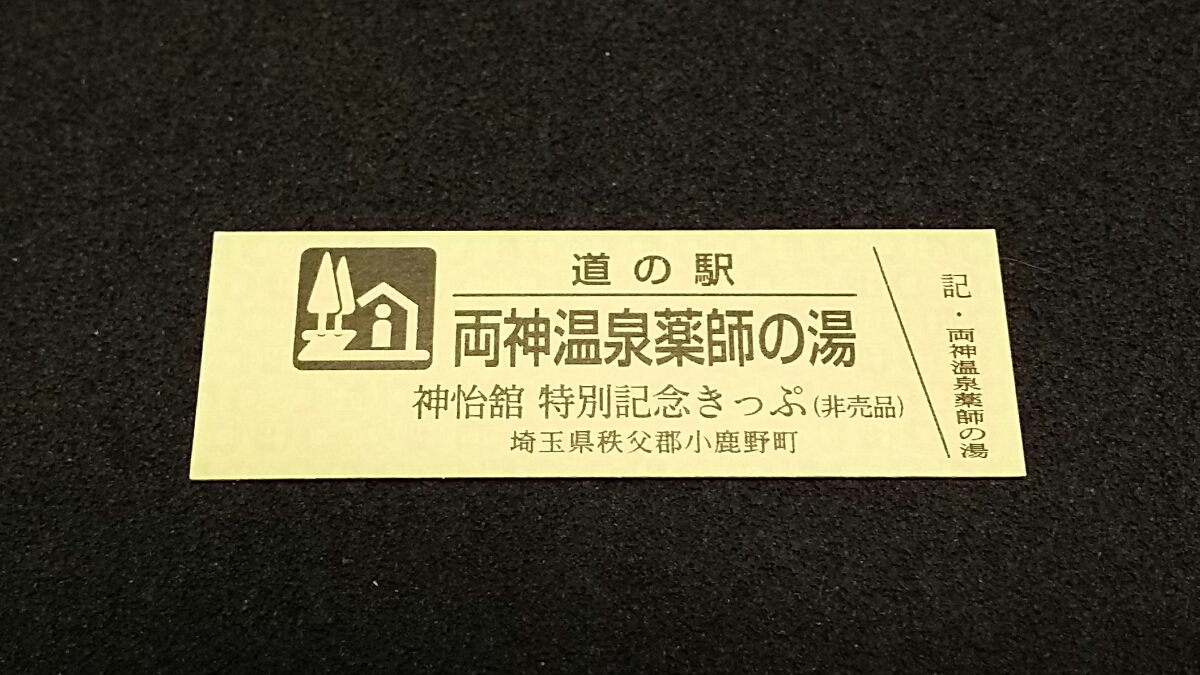 道の駅
両神温泉薬師の湯
神怡舘 特別記念きっぷ(非売品)
埼玉県秩父郡小鹿野町
記・両神温泉薬師の湯